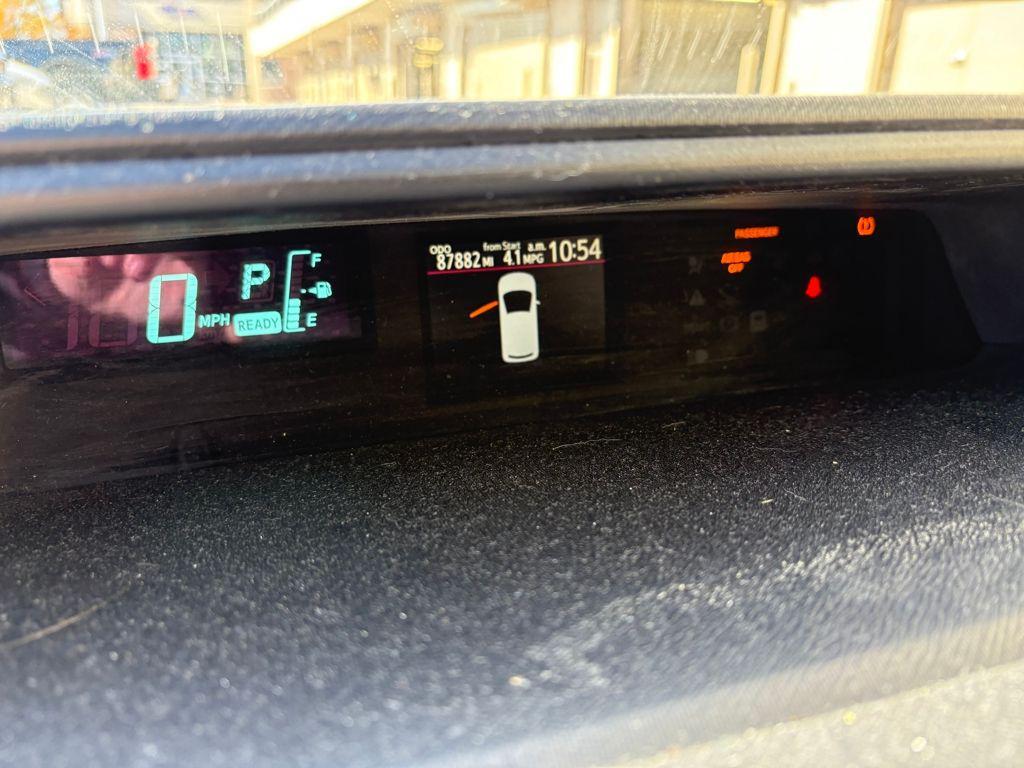 0 MPH
P
READY
F
E
ODO 87882 MI
from Start 4.1 MPG
a.m. 10:54
PASSENGER
AIRBAG
OFF